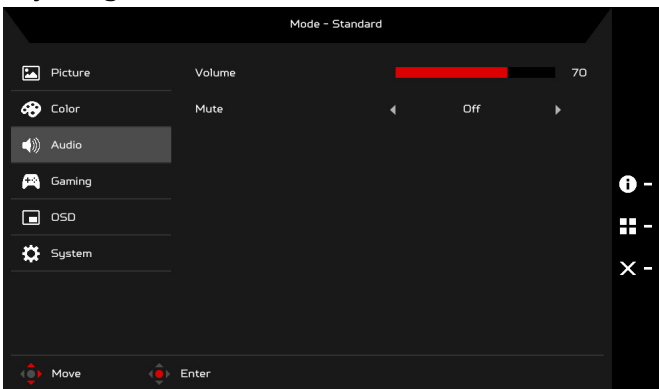 Mode - Standard
Picture
Volume 70
Color
Mute Off
Audio
Gaming
OSD
System
Move Enter